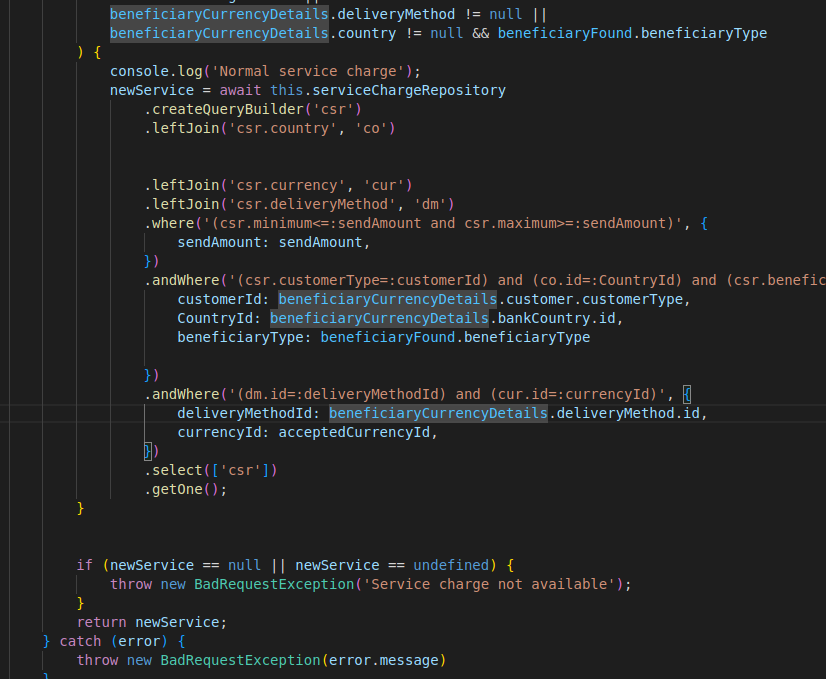 beneficiaryCurrencyDetails.deliveryMethod != null ||
beneficiaryCurrencyDetails.country != null && beneficiaryFound.beneficiaryType
) {
console.log('Normal service charge');
newService = await this.serviceChargeRepository
.createQueryBuilder('csr')
.leftJoin('csr.country', 'co')
.leftJoin('csr.currency', 'cur')
.leftJoin('csr.deliveryMethod', 'dm')
.where('(csr.minimum<=:sendAmount and csr.maximum>=:sendAmount)', {
sendAmount: sendAmount,
})
.andWhere('(csr.customerType=:customerId) and (co.id=:CountryId) and (csr.benefic
customerId: beneficiaryCurrencyDetails.customer.customerType,
CountryId: beneficiaryCurrencyDetails.bankCountry.id,
beneficiaryType: beneficiaryFound.beneficiaryType
})
.andWhere('(dm.id=:deliveryMethodId) and (cur.id=:currencyId)', {
deliveryMethodId: beneficiaryCurrencyDetails.deliveryMethod.id,
currencyId: acceptedCurrencyId,
})
.select(['csr'])
.getOne();
}
if (newService == null || newService == undefined) {
throw new BadRequestException('Service charge not available');
}
return newService;
} catch (error) {
throw new BadRequestException(error.message)